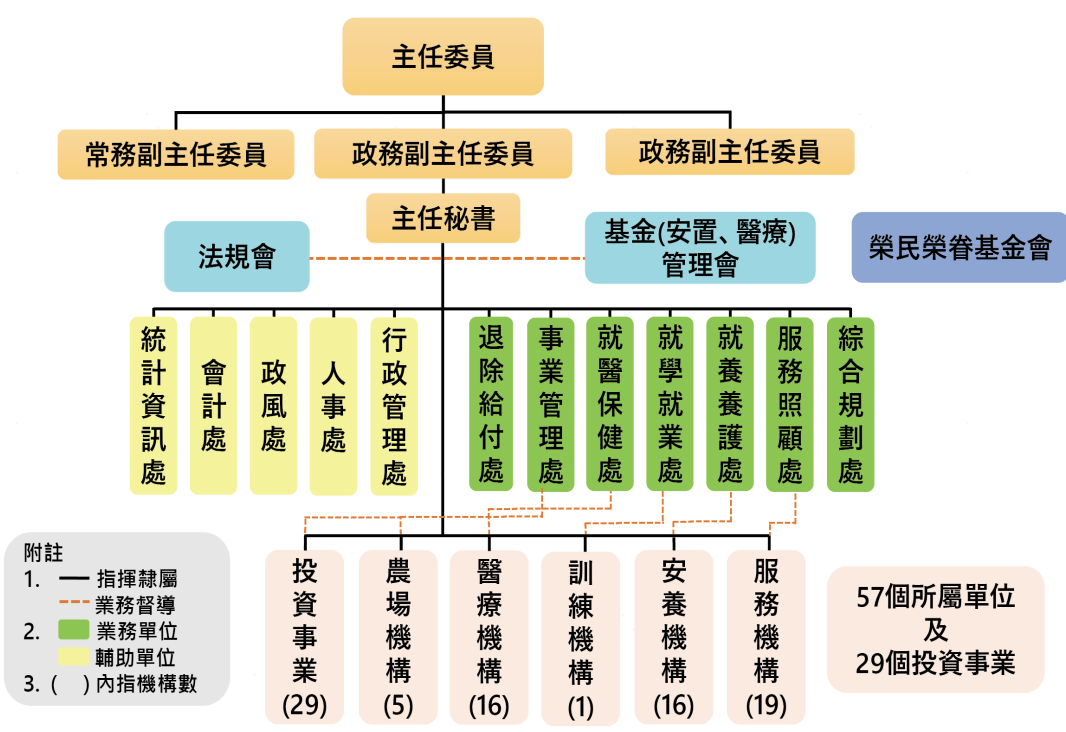 主任委員
常務副主任委員
政務副主任委員
政務副主任委員
主任秘書
法規會
基金(安置、醫療)
管理會
榮民榮眷基金會
統計資訊處
會計處
政風處
人事處
行政管理處
退除給付處
事業管理處
就醫保健處
就學就業處
就養養護處
服務照顧處
綜合規劃處
附註
1. 指揮隸屬
業務督導
2. 業務單位
輔助單位
3. ( )內指機構數
投資事業
(29)
農場機構
(5)
醫療機構
(16)
訓練機構
(1)
安養機構
(16)
服務機構
(19)
57個所屬單位
及
29個投資事業